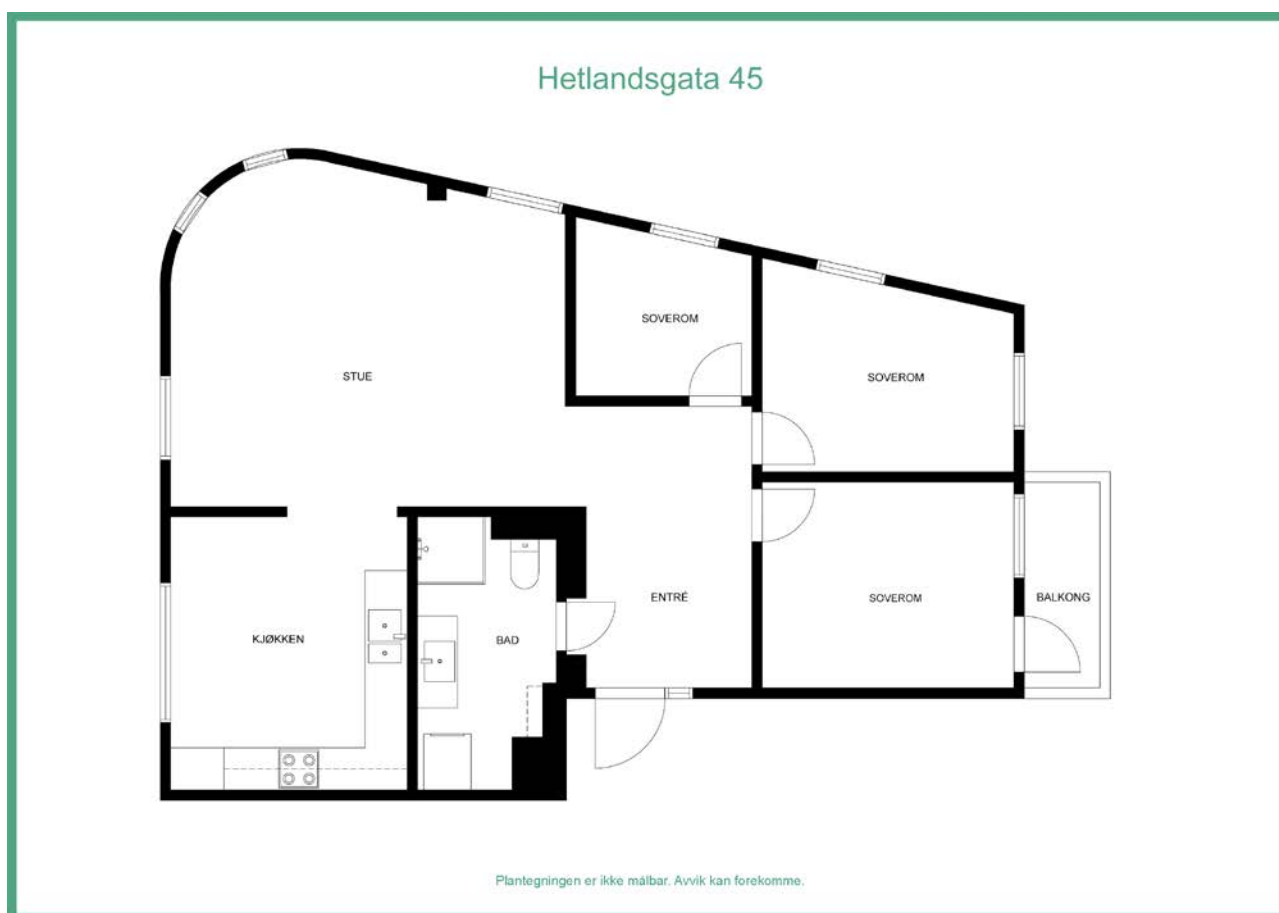 Hetlandsgata 45
SOVEROM
STUE
SOVEROM
ENTRÉ
SOVEROM
BALKONG
KJØKKEN
BAD
Plantegningen er ikke målbar. Avvik kan forekomme.